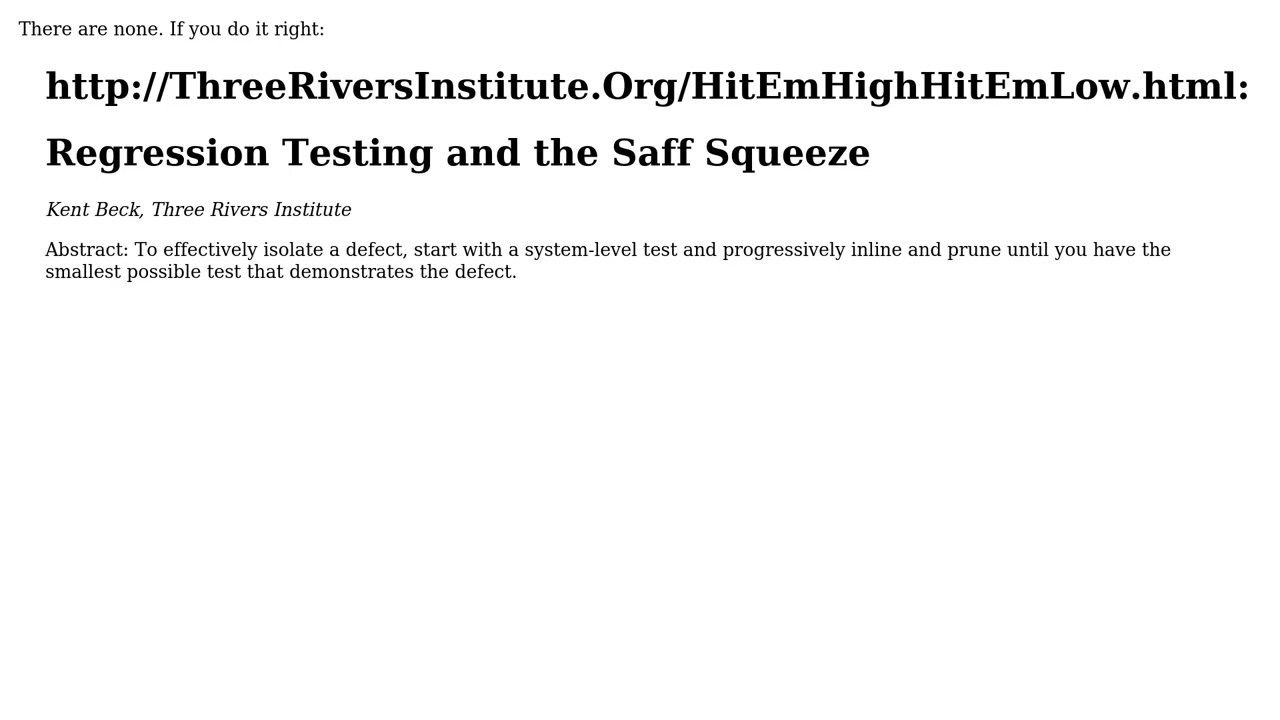 There are none. If you do it right:
http://ThreeRiversInstitute.Org/HitEmHighHitEmLow.html:
Regression Testing and the Saff Squeeze
Kent Beck, Three Rivers Institute
Abstract: To effectively isolate a defect, start with a system-level test and progressively inline and prune until you have the
smallest possible test that demonstrates the defect.